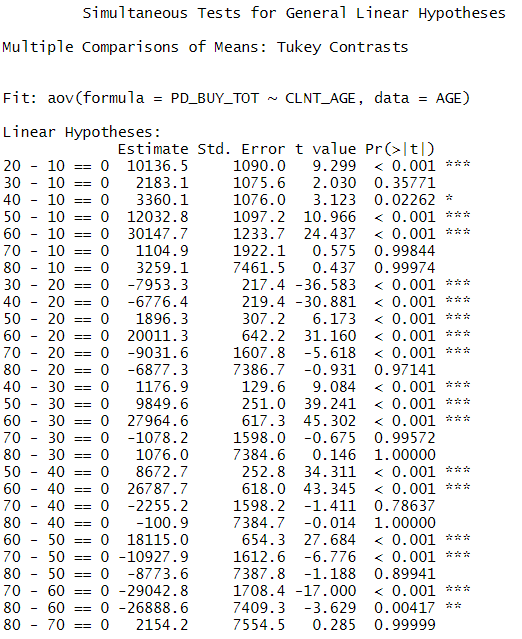 Simultaneous Tests for General Linear Hypotheses
Multiple Comparisons of Means: Tukey Contrasts
Fit: aov(formula = PD_BUY_TOT ~ CLNT_AGE, data = AGE)
Linear Hypotheses:
Estimate Std. Error t value Pr(>|t|)
20 - 10 == 0 10136.5 1090.0 9.299 < 0.001 ***
30 - 10 == 0 2183.1 1075.6 2.030 0.35771
40 - 10 == 0 3360.1 1076.0 3.123 0.02262 *
50 - 10 == 0 12032.8 1097.2 10.966 < 0.001 ***
60 - 10 == 0 30147.7 1233.7 24.437 < 0.001 ***
70 - 10 == 0 1104.9 1922.1 0.575 0.99844
80 - 10 == 0 3259.1 7461.5 0.437 0.99974
30 - 20 == 0 -7953.3 217.4 -36.583 < 0.001 ***
40 - 20 == 0 -6776.4 219.4 -30.881 < 0.001 ***
50 - 20 == 0 1896.3 307.2 6.173 < 0.001 ***
60 - 20 == 0 20011.3 642.2 31.160 < 0.001 ***
70 - 20 == 0 -9031.6 1607.8 -5.618 < 0.001 ***
80 - 20 == 0 -6877.3 7386.7 -0.931 0.97141
40 - 30 == 0 1176.9 129.6 9.084 < 0.001 ***
50 - 30 == 0 9849.6 251.0 39.241 < 0.001 ***
60 - 30 == 0 27964.6 617.3 45.302 < 0.001 ***
70 - 30 == 0 -1078.2 1598.0 -0.675 0.99572
80 - 30 == 0 1076.0 7384.6 0.146 1.00000
50 - 40 == 0 8672.7 252.8 34.311 < 0.001 ***
60 - 40 == 0 26787.7 618.0 43.345 < 0.001 ***
70 - 40 == 0 -2255.2 1598.2 -1.411 0.78637
80 - 40 == 0 -100.9 7384.7 -0.014 1.00000
60 - 50 == 0 18115.0 654.3 27.684 < 0.001 ***
70 - 50 == 0 -10927.9 1612.6 -6.776 < 0.001 ***
80 - 50 == 0 -8773.6 7387.8 -1.188 0.89941
70 - 60 == 0 -29042.8 1708.4 -17.000 < 0.001 ***
80 - 60 == 0 -26888.6 7409.3 -3.629 0.00417 **
80 - 70 == 0 2154.2 7554.5 0.285 0.99999